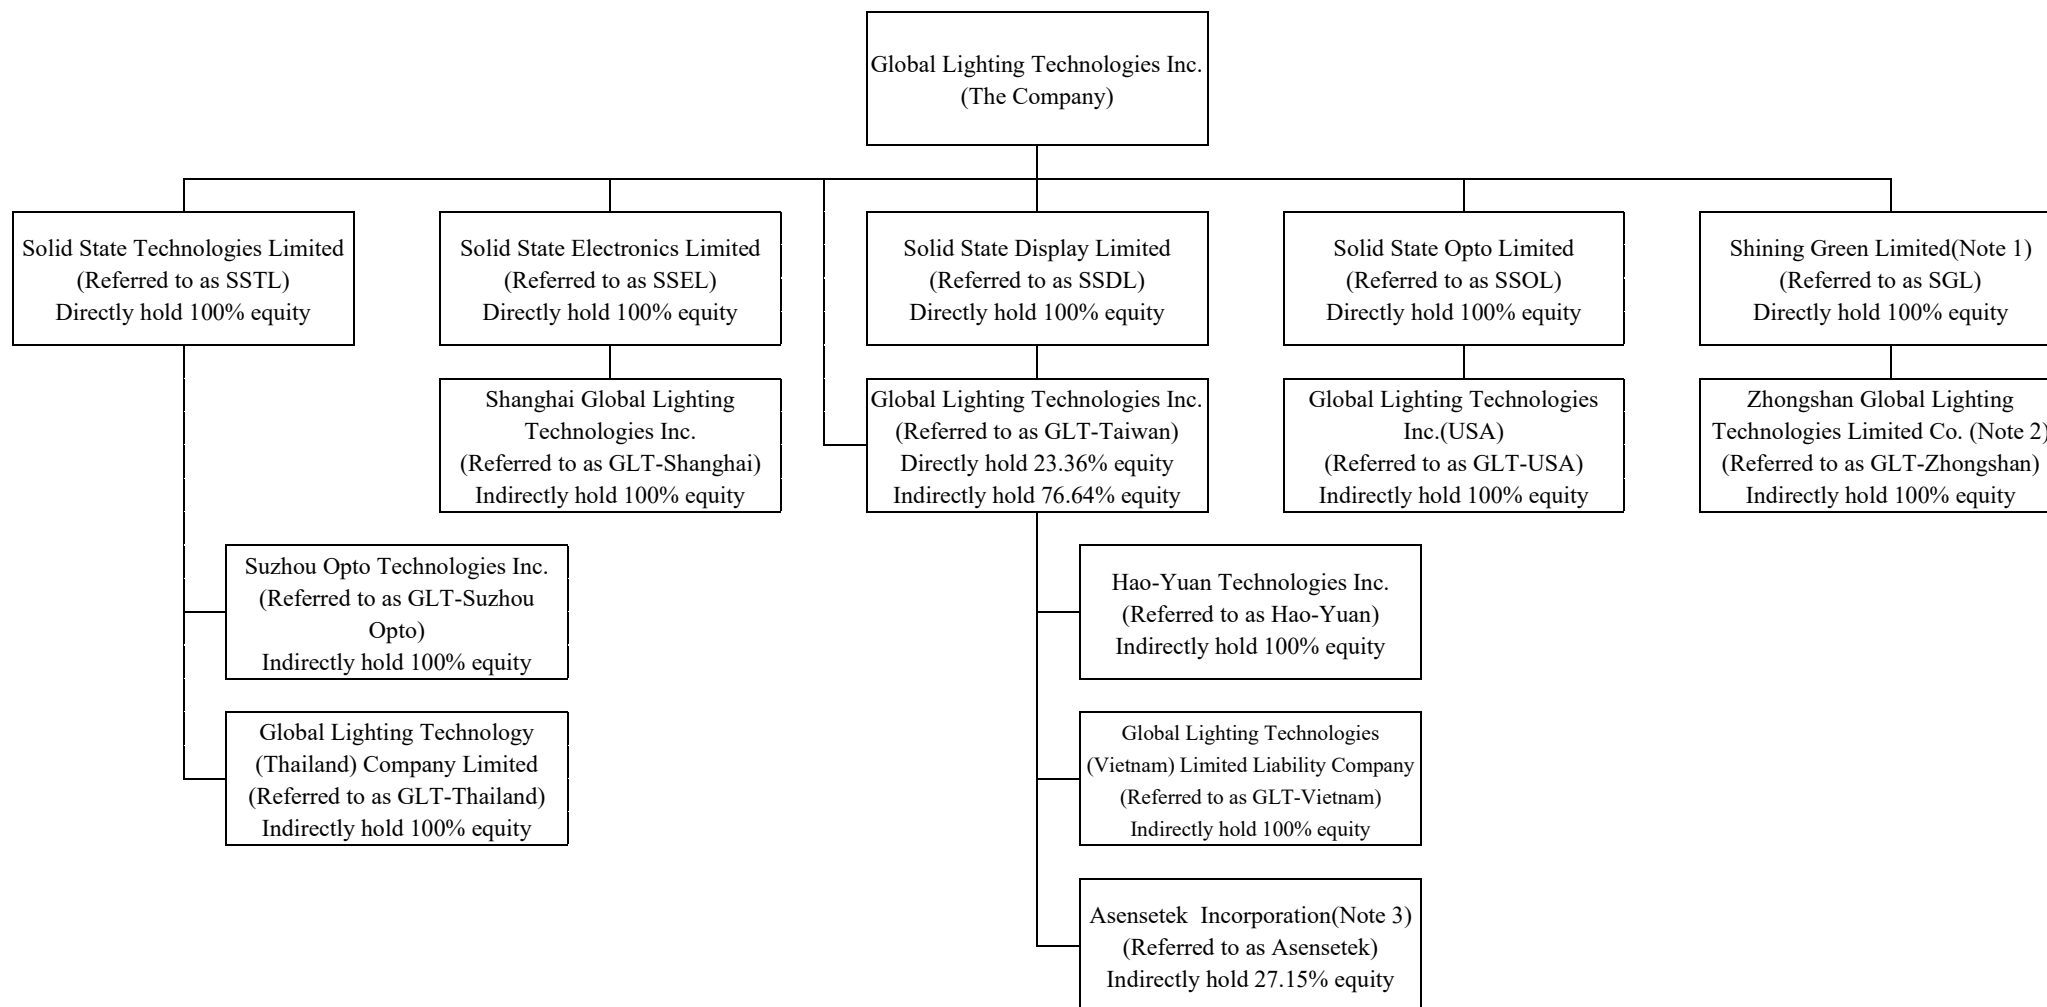 Global Lighting Technologies Inc.
(The Company)
Solid State Technologies Limited
(Referred to as SSTL)
Directly hold 100% equity
Solid State Electronics Limited
(Referred to as SSEL)
Directly hold 100% equity
Solid State Display Limited
(Referred to as SSDL)
Directly hold 100% equity
Solid State Opto Limited
(Referred to as SSOL)
Directly hold 100% equity
Shining Green Limited(Note 1)
(Referred to as SGL)
Directly hold 100% equity
Shanghai Global Lighting
Technologies Inc.
(Referred to as GLT-Shanghai)
Indirectly hold 100% equity
Global Lighting Technologies Inc.
(Referred to as GLT-Taiwan)
Directly hold 23.36% equity
Indirectly hold 76.64% equity
Global Lighting Technologies
Inc.(USA)
(Referred to as GLT-USA)
Indirectly hold 100% equity
Zhongshan Global Lighting
Technologies Limited Co. (Note 2)
(Referred to as GLT-Zhongshan)
Indirectly hold 100% equity
Suzhou Opto Technologies Inc.
(Referred to as GLT-Suzhou
Opto)
Indirectly hold 100% equity
Hao-Yuan Technologies Inc.
(Referred to as Hao-Yuan)
Indirectly hold 100% equity
Global Lighting Technology
(Thailand) Company Limited
(Referred to as GLT-Thailand)
Indirectly hold 100% equity
Global Lighting Technologies
(Vietnam) Limited Liability Company
(Referred to as GLT-Vietnam)
Indirectly hold 100% equity
Asensetek  Incorporation(Note 3)
(Referred to as Asensetek)
Indirectly hold 27.15% equity